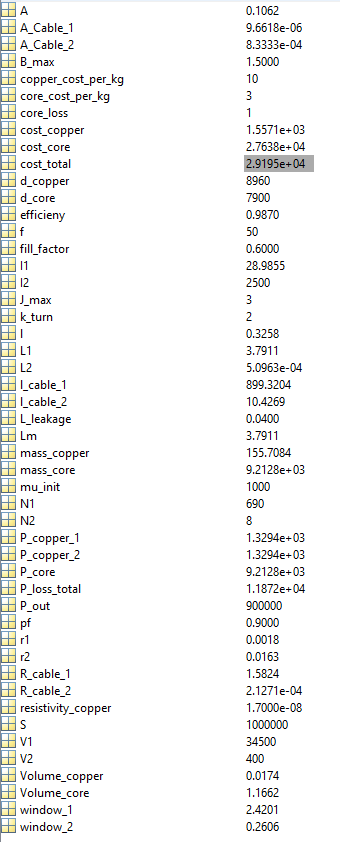 A 0.1062
A_Cable_1 9.6618e-06
A_Cable_2 8.3333e-04
B_max 1.5000
copper_cost_per_kg 10
core_cost_per_kg 3
core_loss 1
cost_copper 1.5571e+03
cost_core 2.7638e+04
cost_total 2.9195e+04
d_copper 8960
d_core 7900
efficieny 0.9870
f 50
fill_factor 0.6000
I1 28.9855
I2 2500
J_max 3
k_turn 2
l 0.3258
L1 3.7911
L2 5.0963e-04
l_cable_1 899.3204
l_cable_2 10.4269
L_leakage 0.0400
Lm 3.7911
mass_copper 155.7084
mass_core 9.2128e+03
mu_init 1000
N1 690
N2 8
P_copper_1 1.3294e+03
P_copper_2 1.3294e+03
P_core 9.2128e+03
P_loss_total 1.1872e+04
P_out 900000
pf 0.9000
r1 0.0018
r2 0.0163
R_cable_1 1.5824
R_cable_2 2.1271e-04
resistivity_copper 1.7000e-08
S 1000000
V1 34500
V2 400
Volume_copper 0.0174
Volume_core 1.1662
window_1 2.4201
window_2 0.2606